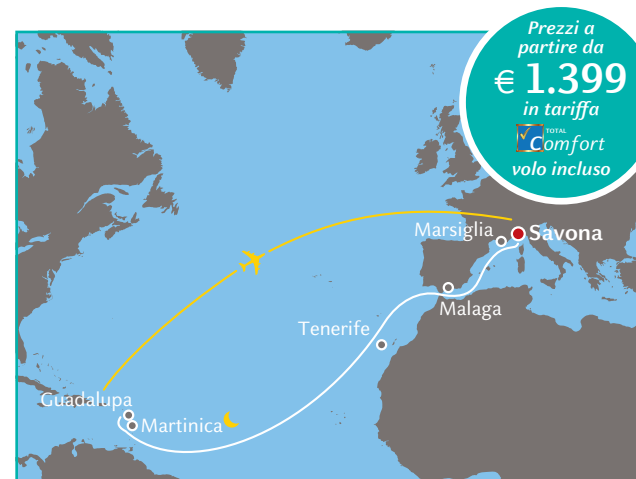 Prezzi a
partire da
€ 1.399
in tariffa
TOTAL
Comfort
volo incluso
Marsiglia
Savona
Malaga
Tenerife
Guadalupa
Martinica